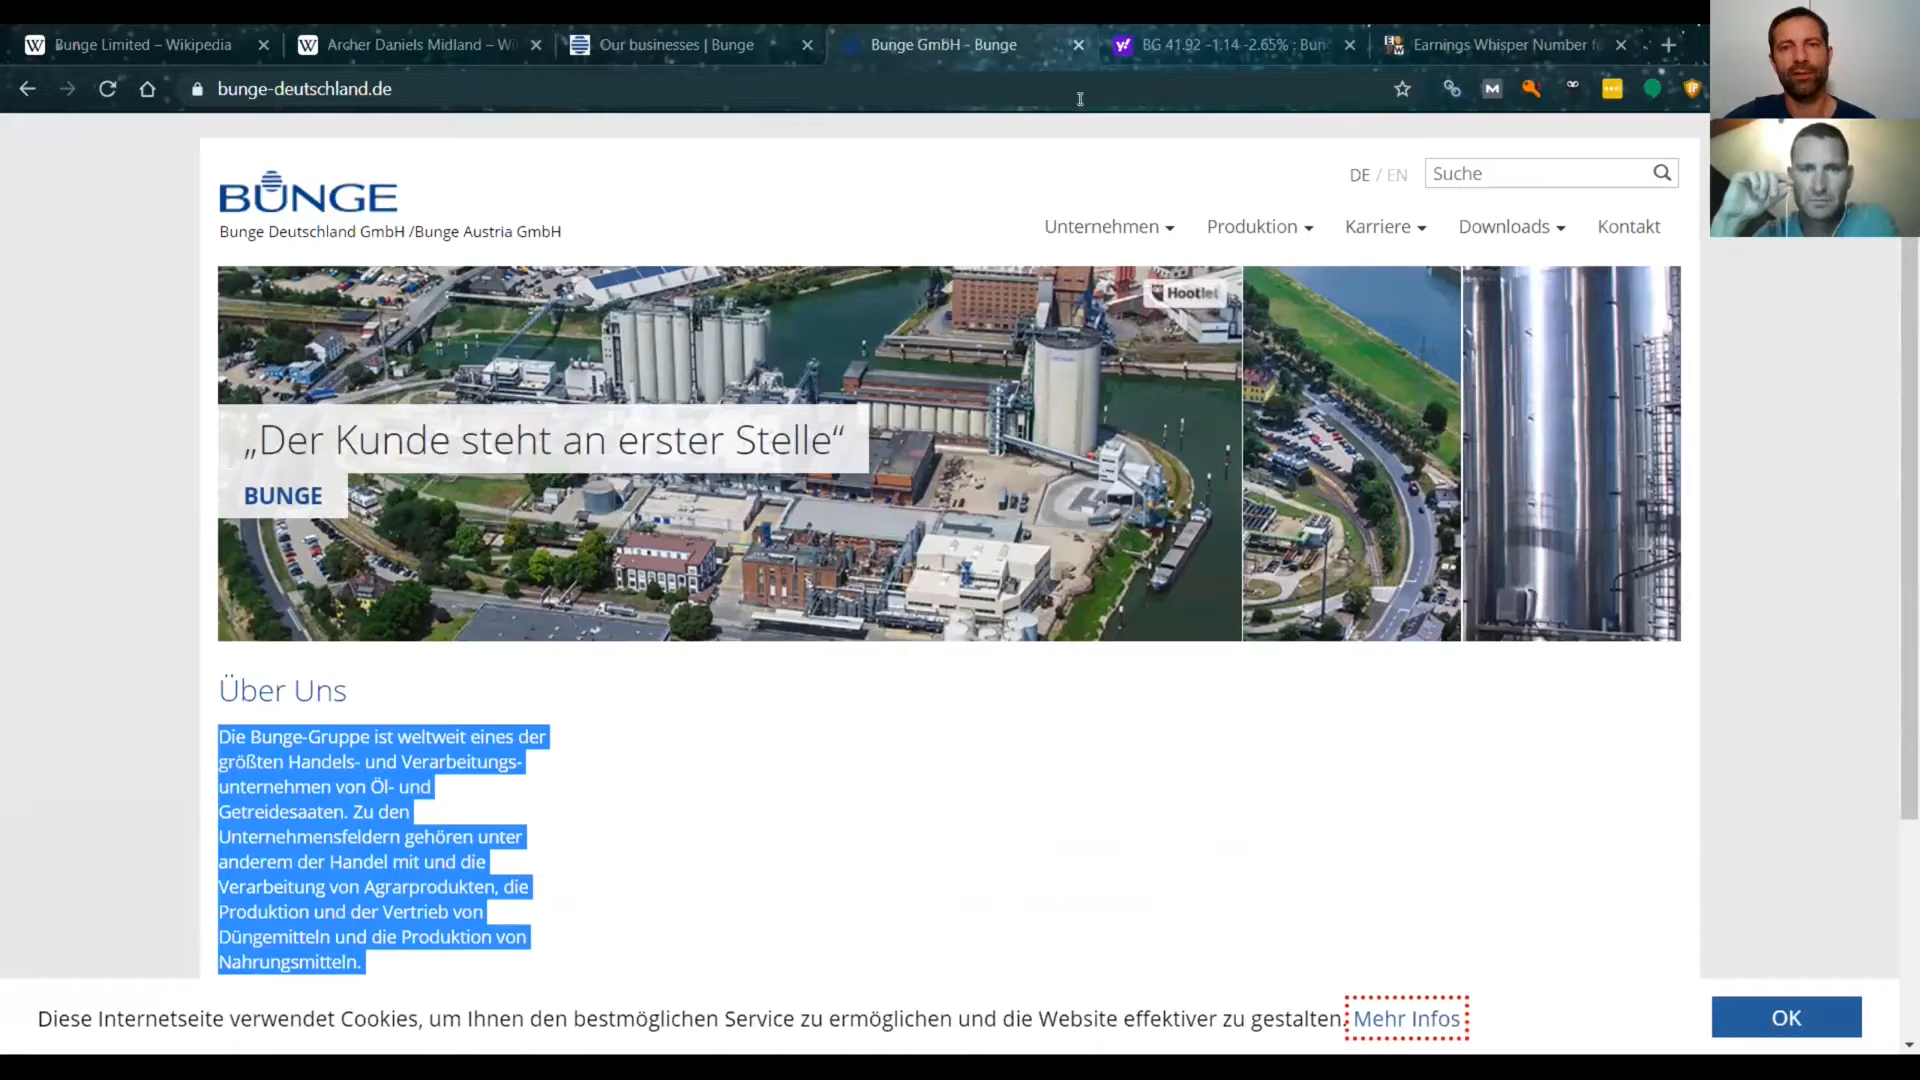 Bunge Limited – Wikipedia
Archer Daniels Midland – Wi
Our businesses | Bunge
Bunge GmbH - Bunge
BG 41.92 -1.14 -2.65% : Bun
Earnings Whisper Number f
bunge-deutschland.de
BUNGE
Bunge Deutschland GmbH /Bunge Austria GmbH
DE / EN
Suche
Unternehmen
Produktion
Karriere
Downloads
Kontakt
Hootlet
„Der Kunde steht an erster Stelle“
BUNGE
Über Uns
Die Bunge-Gruppe ist weltweit eines der
größten Handels- und Verarbeitungs-
unternehmen von Öl- und
Getreidesaaten. Zu den
Unternehmensfeldern gehören unter
anderem der Handel mit und die
Verarbeitung von Agrarprodukten, die
Produktion und der Vertrieb von
Düngemitteln und die Produktion von
Nahrungsmitteln.
Diese Internetseite verwendet Cookies, um Ihnen den bestmöglichen Service zu ermöglichen und die Website effektiver zu gestalten. Mehr Infos
OK